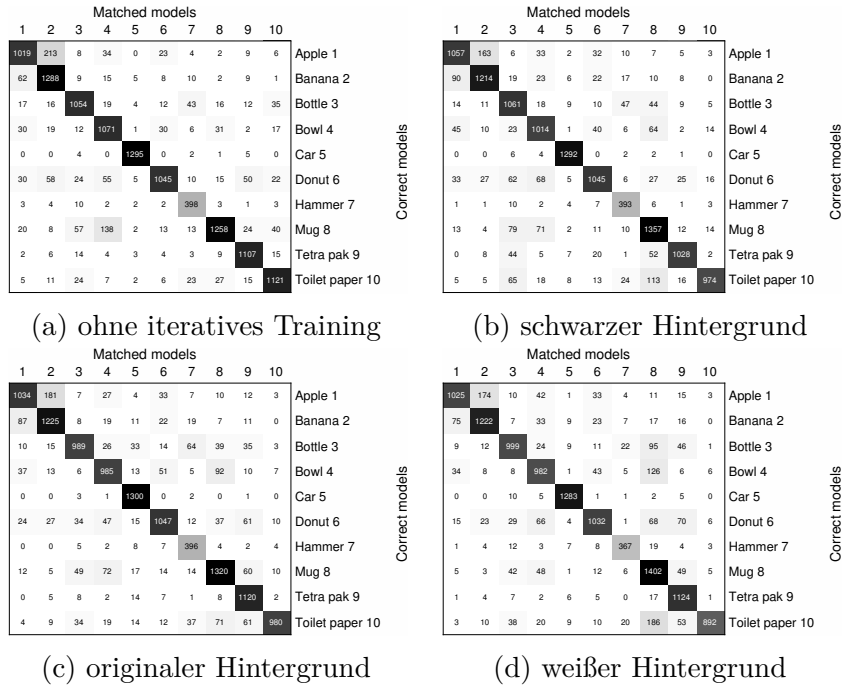 Matched models
1 2 3 4 5 6 7 8 9 10
1019 213 8 34 0 23 4 2 9 6 Apple 1
62 1288 9 15 5 8 10 2 9 1 Banana 2
17 16 1054 19 4 12 43 16 12 35 Bottle 3
30 19 12 1071 1 30 6 31 2 17 Bowl 4
0 0 4 0 1295 0 2 1 5 0 Car 5
30 58 24 55 5 1045 10 15 50 22 Donut 6
3 4 10 2 2 2 398 1 3 3 Hammer 7
20 8 57 138 2 13 13 1258 24 40 Mug 8
2 6 14 4 3 4 3 9 1107 15 Tetra pak 9
5 11 24 7 2 6 23 27 15 1121 Toilet paper 10
Correct models
(a) ohne iteratives Training
Matched models
1 2 3 4 5 6 7 8 9 10
1057 163 6 33 2 32 10 7 5 3 Apple 1
90 1214 19 23 6 22 17 10 8 0 Banana 2
14 11 1061 18 9 10 47 44 9 5 Bottle 3
45 10 23 1014 1 40 6 64 2 14 Bowl 4
0 0 6 4 1292 0 2 2 1 0 Car 5
33 27 62 68 5 1045 6 27 25 16 Donut 6
1 1 10 2 4 7 393 6 1 3 Hammer 7
13 4 79 71 2 11 10 1357 12 14 Mug 8
0 8 44 5 7 20 1 52 1028 2 Tetra pak 9
5 5 65 18 8 13 24 113 16 974 Toilet paper 10
Correct models
(b) schwarzer Hintergrund
Matched models
1 2 3 4 5 6 7 8 9 10
1034 181 7 27 4 33 7 10 12 3 Apple 1
87 1225 8 19 11 22 19 7 11 0 Banana 2
10 15 989 26 33 14 64 39 35 3 Bottle 3
37 13 6 985 13 51 5 92 10 7 Bowl 4
0 0 3 1 1300 0 2 0 1 0 Car 5
24 27 34 47 15 1047 12 37 61 10 Donut 6
0 0 5 2 8 7 396 4 2 4 Hammer 7
12 5 49 72 17 14 14 1320 60 10 Mug 8
0 5 8 2 14 7 1 8 1120 2 Tetra pak 9
4 9 34 19 14 12 37 71 61 980 Toilet paper 10
Correct models
(c) originaler Hintergrund
Matched models
1 2 3 4 5 6 7 8 9 10
1025 174 10 42 1 33 4 11 15 3 Apple 1
75 1222 7 33 9 23 7 17 16 0 Banana 2
9 12 999 24 9 11 22 95 46 1 Bottle 3
34 8 8 982 1 43 5 126 6 6 Bowl 4
0 0 10 5 1283 1 1 2 5 0 Car 5
15 23 29 66 4 1032 1 68 70 6 Donut 6
1 4 12 3 7 8 367 19 4 3 Hammer 7
5 3 42 48 1 12 6 1402 49 5 Mug 8
1 4 7 2 6 5 0 17 1124 1 Tetra pak 9
3 10 38 20 9 10 20 186 53 892 Toilet paper 10
Correct models
(d) weißer Hintergrund